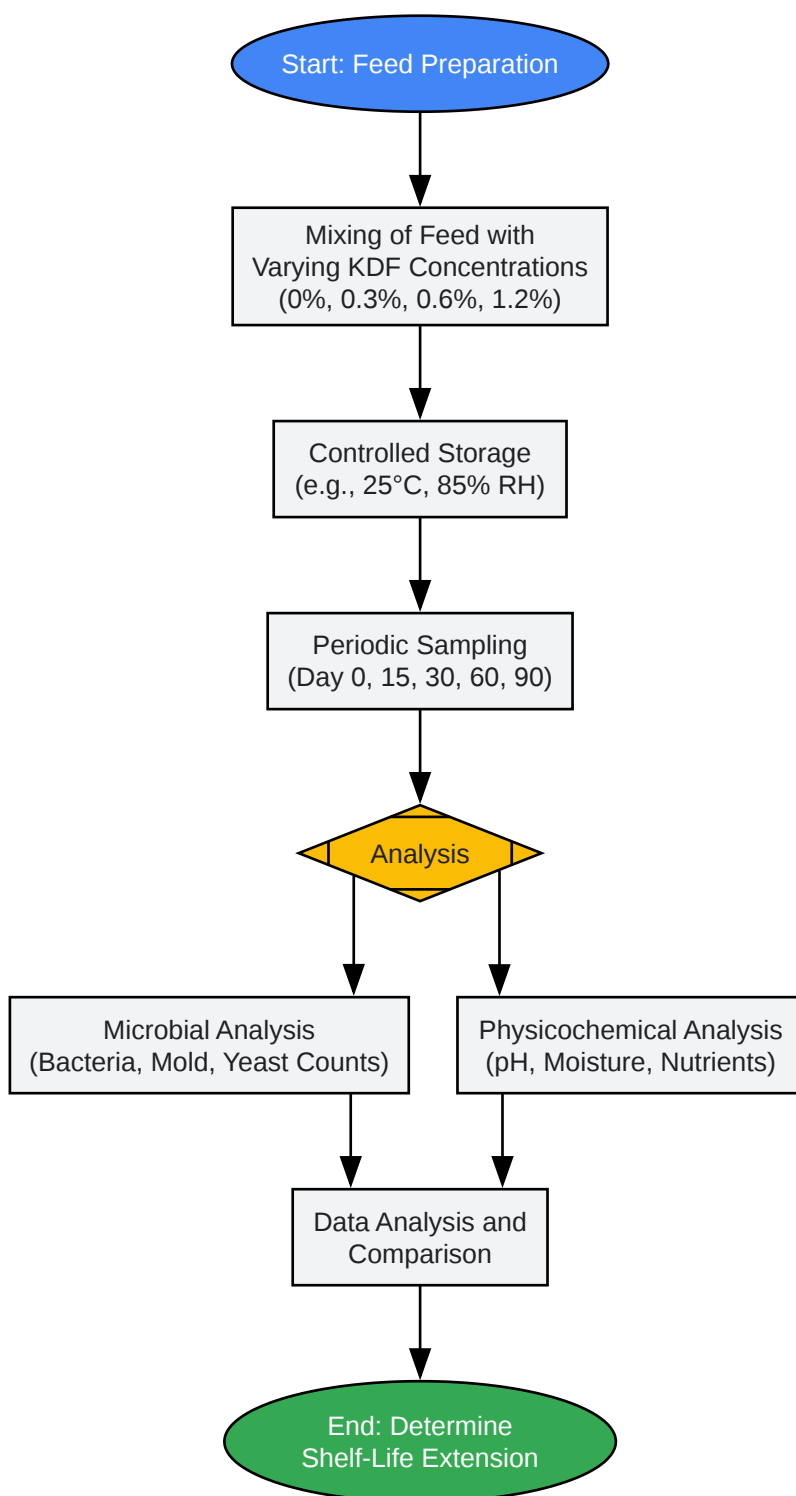 Start: Feed Preparation
Mixing of Feed with
Varying KDF Concentrations
(0%, 0.3%, 0.6%, 1.2%)
Controlled Storage
(e.g., 25°C, 85% RH)
Periodic Sampling
(Day 0, 15, 30, 60, 90)
Analysis
Microbial Analysis
(Bacteria, Mold, Yeast Counts)
Physicochemical Analysis
(pH, Moisture, Nutrients)
Data Analysis and
Comparison
End: Determine
Shelf-Life Extension